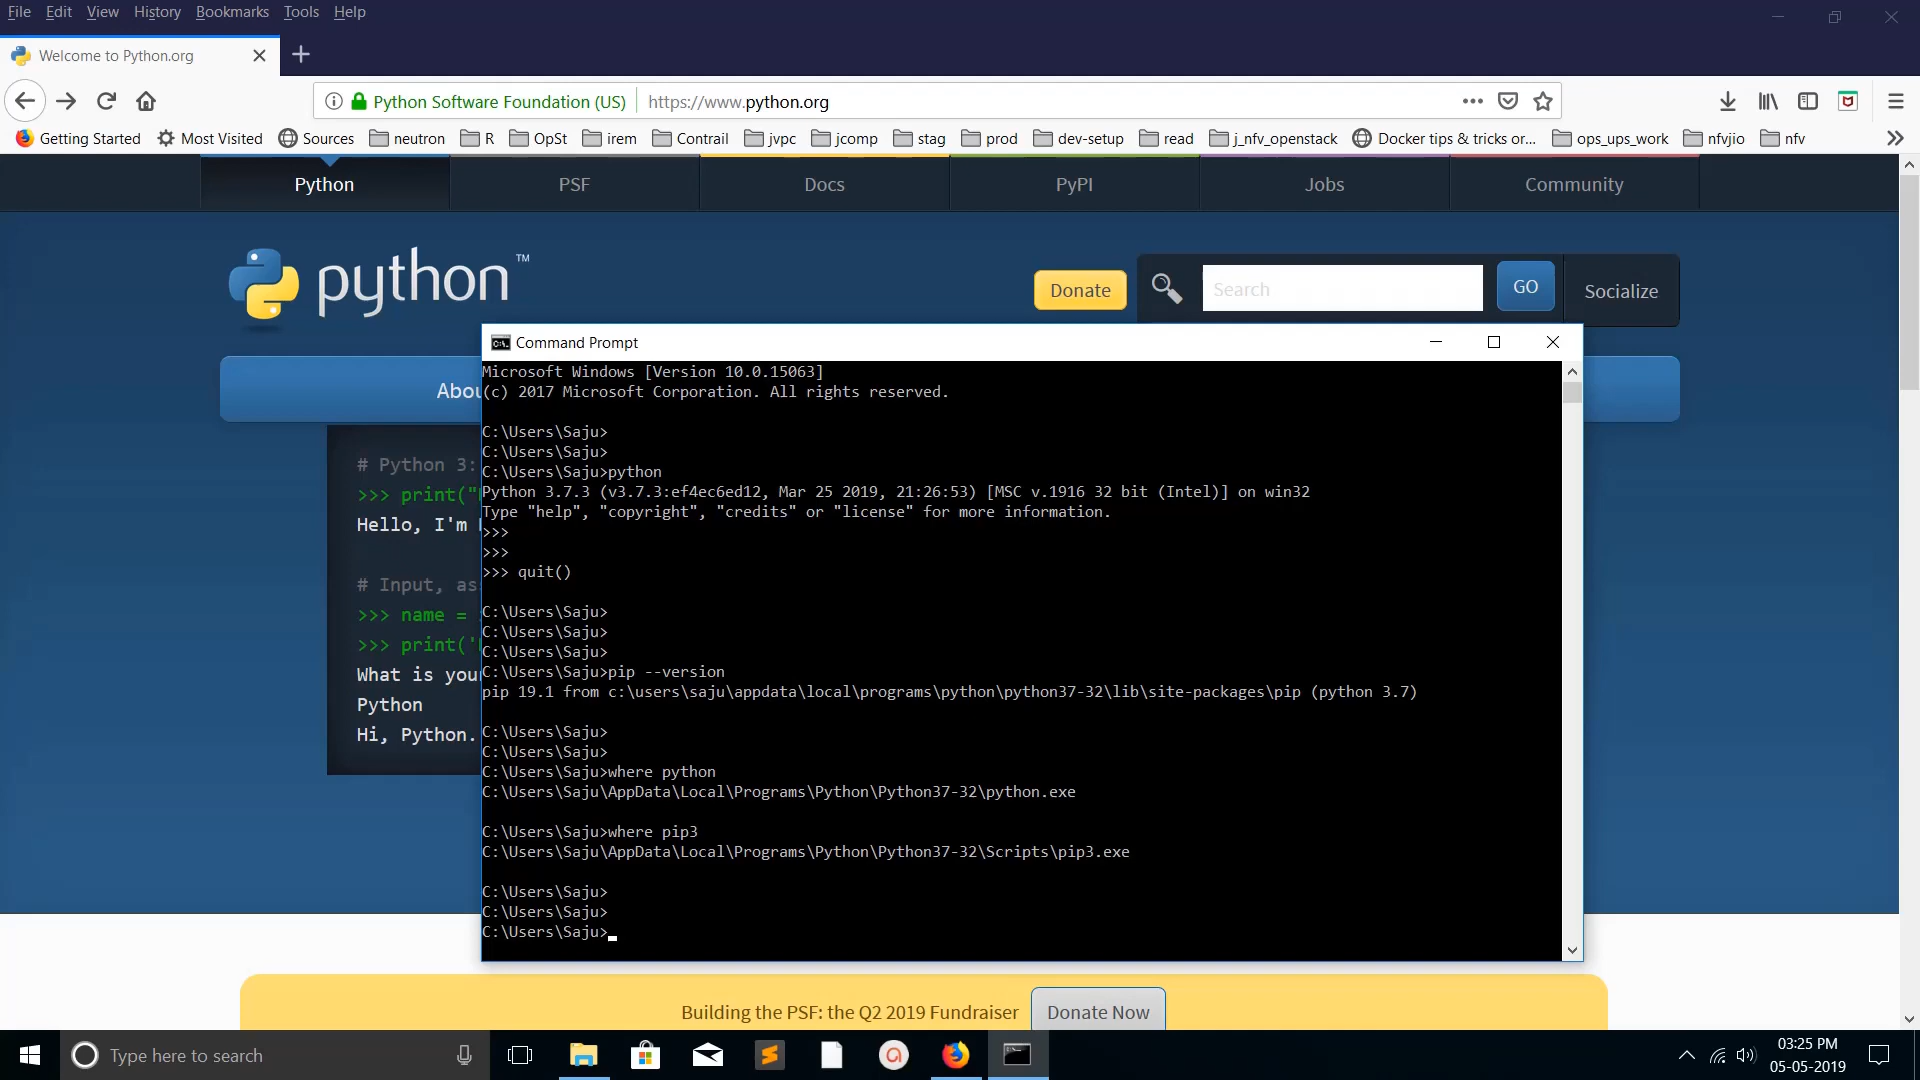 File Edit View History Bookmarks Tools Help
Welcome to Python.org
Python Software Foundation (US) https://www.python.org
Getting Started Most Visited Sources neutron R OpSt irem Contrail jvpc jcomp stag prod dev-setup read j_nfv_openstack Docker tips & tricks or... ops_ups_work nfvjio nfv
Python PSF Docs PyPI Jobs Community
python™
Donate Search GO Socialize
Abou
# Python 3:
>>> print("
Hello, I'm
# Input, as
>>> name =
>>> print('
What is you
Python
Hi, Python.
Command Prompt
Microsoft Windows [Version 10.0.15063]
(c) 2017 Microsoft Corporation. All rights reserved.
C:\Users\Saju>
C:\Users\Saju>
C:\Users\Saju>python
Python 3.7.3 (v3.7.3:ef4ec6ed12, Mar 25 2019, 21:26:53) [MSC v.1916 32 bit (Intel)] on win32
Type "help", "copyright", "credits" or "license" for more information.
>>>
>>>
>>> quit()
C:\Users\Saju>
C:\Users\Saju>
C:\Users\Saju>
C:\Users\Saju>pip --version
pip 19.1 from c:\users\saju\appdata\local\programs\python\python37-32\lib\site-packages\pip (python 3.7)
C:\Users\Saju>
C:\Users\Saju>
C:\Users\Saju>where python
C:\Users\Saju\AppData\Local\Programs\Python\Python37-32\python.exe
C:\Users\Saju>where pip3
C:\Users\Saju\AppData\Local\Programs\Python\Python37-32\Scripts\pip3.exe
C:\Users\Saju>
C:\Users\Saju>
C:\Users\Saju>
Building the PSF: the Q2 2019 Fundraiser Donate Now
Type here to search
03:25 PM
05-05-2019